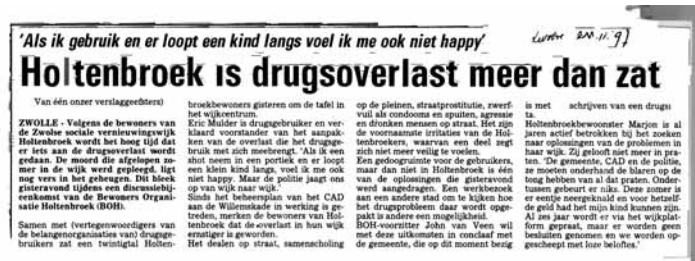 'Als ik gebruik en er loopt een kind langs voel ik me ook niet happy'
Holtenbroek is drugsoverlast meer dan zat
Van één onzer verslaggeefsters)
ZWOLLE - Volgens de bewoners van
de Zwolse sociale vernieuwingswijk
Holtenbroek wordt het hoog tijd dat
er iets aan de drugsoverlast wordt
gedaan. De moord die afgelopen zo-
mer in de wijk werd gepleegd, ligt
nog vers in het geheugen. Dit bleek
gisteravond tijdens een discussiebij-
eenkomst van de Bewoners Organi-
satie Holtenbroek (BOH).
Samen met (vertegenwoordigers van
de belangenorganisaties van) drugsge-
bruikers zat een twintigtal Holten-
broekbewoners gisteren om de tafel in
het wijkcentrum.
Eric Mulder is drugsgebruiker en ver-
klaard voorstander van het aanpak-
ken van de overlast die het drugsge-
bruik met zich meebrengt. 'Als ik een
shot neem in een portiek en er loopt
een klein kind langs, voel ik me ook
niet happy. Maar de politie jaagt ons
op van wijk naar wijk.'
Sinds het beheersplan van het CAD
aan de Willemskade in werking is ge-
treden, merken de bewoners van Hol-
tenbroek dat de overlast in hun wijk
ernstiger is geworden.
Het dealen op straat, samenscholing
op de pleinen, straatprostitutie, zwerf-
vuil als condooms en spuiten, agressie
en dronken mensen op straat. Het zijn
de voornaamste irritaties van de Hol-
tenbroekers, waarvan een deel zegt
zich niet meer veilig te voelen.
Een gedoogruimte voor de gebruikers,
maar dan niet in Holtenbroek is één
van de oplossingen die gisteravond
werd aangedragen. Een werkbezoek
aan een andere stad om te kijken hoe
het drugsprobleem daar wordt opge-
pakt is andere een mogelijkheid.
BOH-voorzitter John van Veen wil
met deze uitkomsten in conclaaf met
de gemeente, die op dit moment bezig
is met schrijven van een drugs
ta.
Holtenbroekbewoonster Marjon is al
jaren actief betrokken bij het zoeken
naar oplossingen van de problemen in
haar wijk. Zij gelooft niet meer in pra-
ten. 'De gemeente, CAD en de politie,
ze moeten onderhand de blaren op de
tong hebben van al dat praten. Onder-
tussen gebeurt er niks. Deze zomer is
er eentje neergeknald en voor hetzelf-
de geld had het mijn kind kunnen zijn.
Al zes jaar wordt er via het wijkplat-
form gepraat, maar er worden geen
besluiten genomen en we worden op-
gescheept met loze beloftes.'